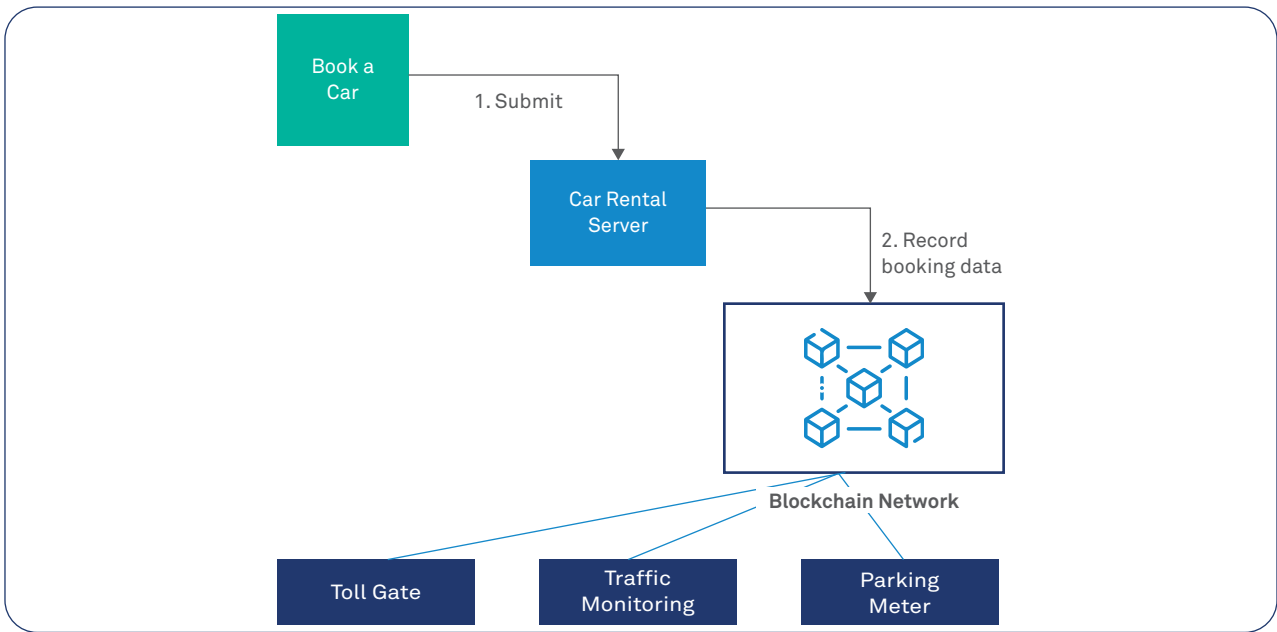 Book a
Car
1. Submit
Car Rental
Server
2. Record
booking data
Blockchain Network
Toll Gate
Traffic
Monitoring
Parking
Meter